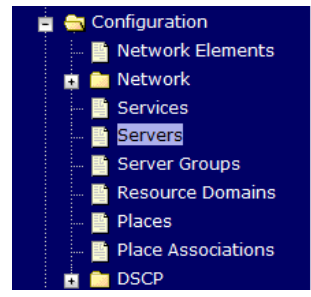 Configuration
Network Elements
Network
Services
Servers
Server Groups
Resource Domains
Places
Place Associations
DSCP